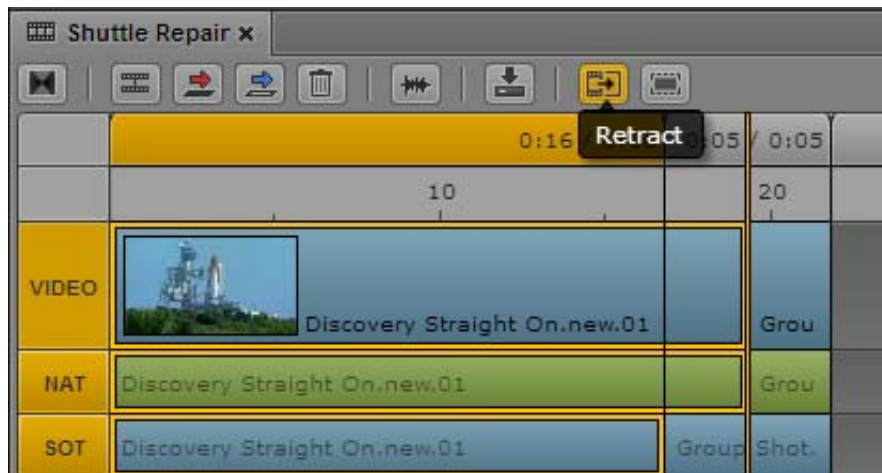 Shuttle Repair ×
0:16 / 0:05 / 0:05
Retract
10 20
VIDEO Discovery Straight On.new.01 Grou
NAT Discovery Straight On.new.01 Grou
SOT Discovery Straight On.new.01 Group Shot.